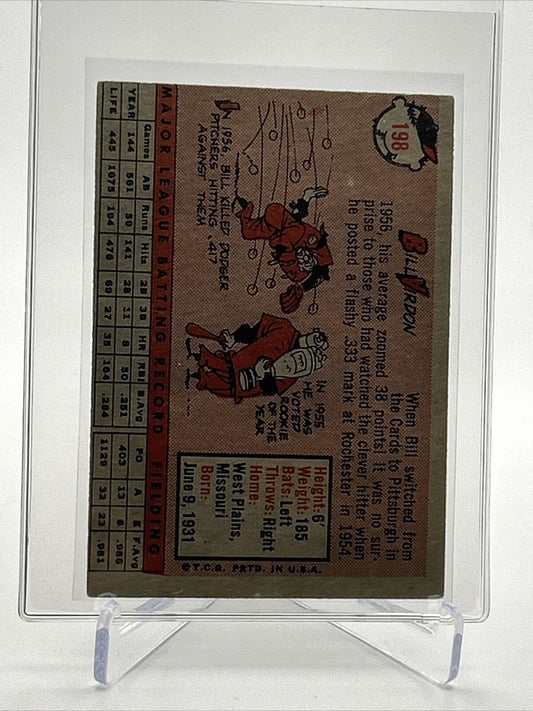 198
BILL VIRDON
When Bill switched from
the Cards to Pittsburgh in
1956, his average zoomed 38 points! It was no sur-
prise to those who had watched the clever hitter when
he posted a flashy .333 mark at Rochester in 1954.
IN 1956, BILL KILLED DODGER
PITCHERS HITTING .417
AGAINST THEM
IN 1955
HE WAS
VOTED
ROOKIE
OF THE
YEAR
Height: 6'
Weight: 185
Bats: Left
Throws: Right
Home:
West Plains,
Missouri
Born:
June 9, 1931
©T.C.G. PRTD. IN U.S.A.
MAJOR LEAGUE BATTING RECORD FIELDING
Games AB Runs Hits 2B 3B HR RBI B.Avg PO A E F.Avg
YEAR 144 561 59 141 28 11 8 50 .251 403 13 6 .986
LIFE 445 1675 194 476 69 27 35 164 .284 1129 32 23 .981